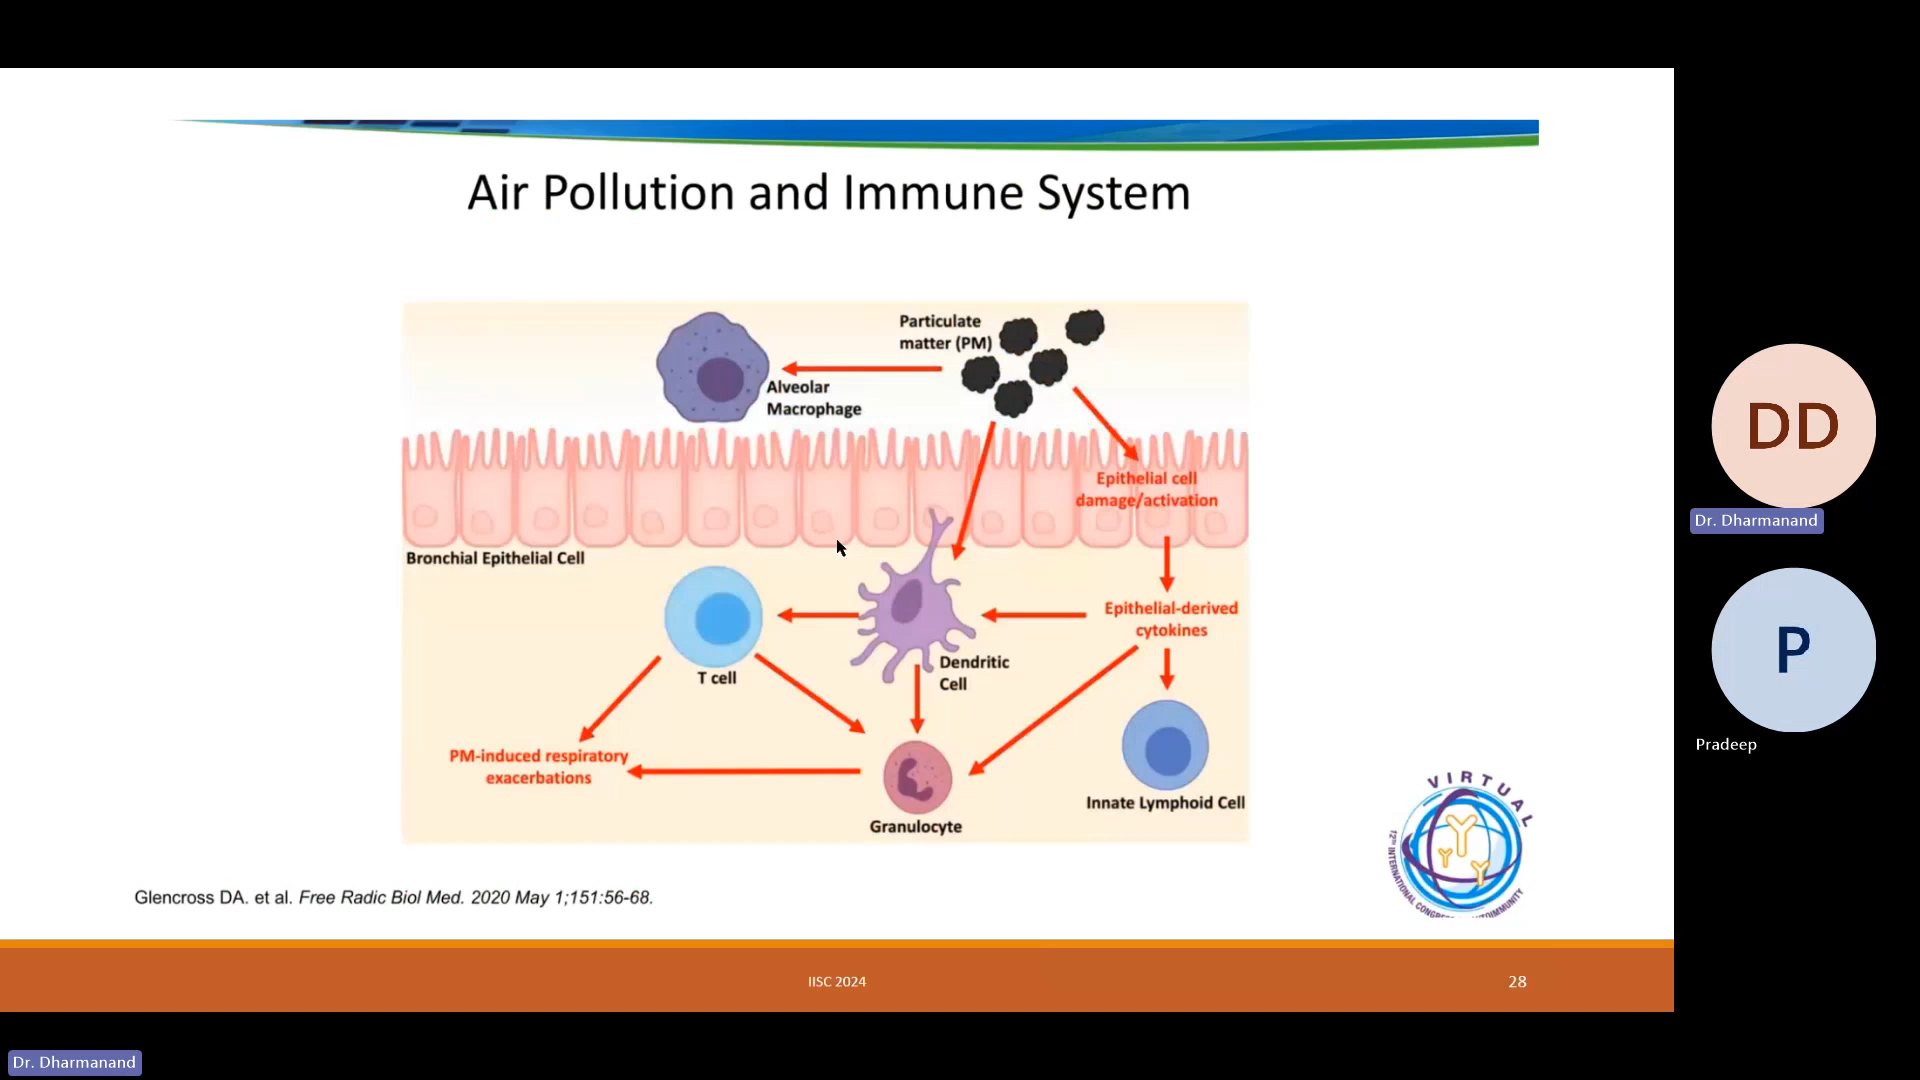 Air Pollution and Immune System
Particulate
matter (PM)
Alveolar
Macrophage
Epithelial cell
damage/activation
Bronchial Epithelial Cell
Epithelial-derived
cytokines
T cell
Dendritic
Cell
PM-induced respiratory
exacerbations
Granulocyte
Innate Lymphoid Cell
VIRTUAL
12TH INTERNATIONAL
Glencross DA. et al. Free Radic Biol Med. 2020 May 1;151:56-68.
IISC 2024
28
DD
Dr. Dharmanand
P
Pradeep
Dr. Dharmanand